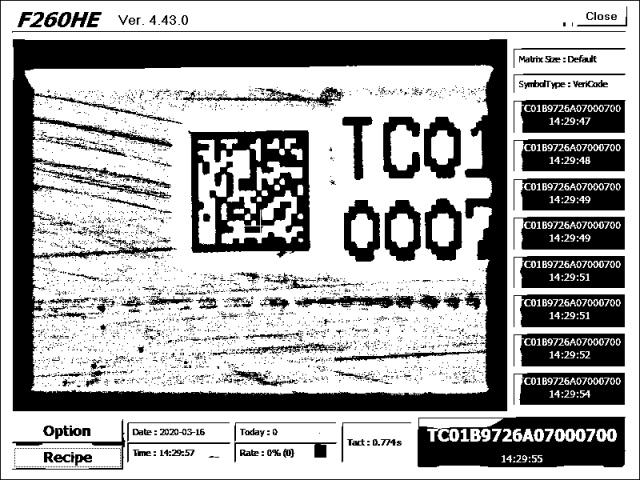 F260HE Ver. 4.43.0
Close
Matrix Size : Default
SymbolType : VeriCode
TC01B9726A07000700
14:29:47
TC01B9726A07000700
14:29:48
TC01B9726A07000700
14:29:49
TC01B9726A07000700
14:29:49
TC01B9726A07000700
14:29:51
TC01B9726A07000700
14:29:51
TC01B9726A07000700
14:29:52
TC01B9726A07000700
14:29:54
TC01
0007
Option
Recipe
Date : 2020-03-16
Time : 14:29:57
Today : 0
Rate : 0% (0)
Tact : 0.774s
TC01B9726A07000700
14:29:55